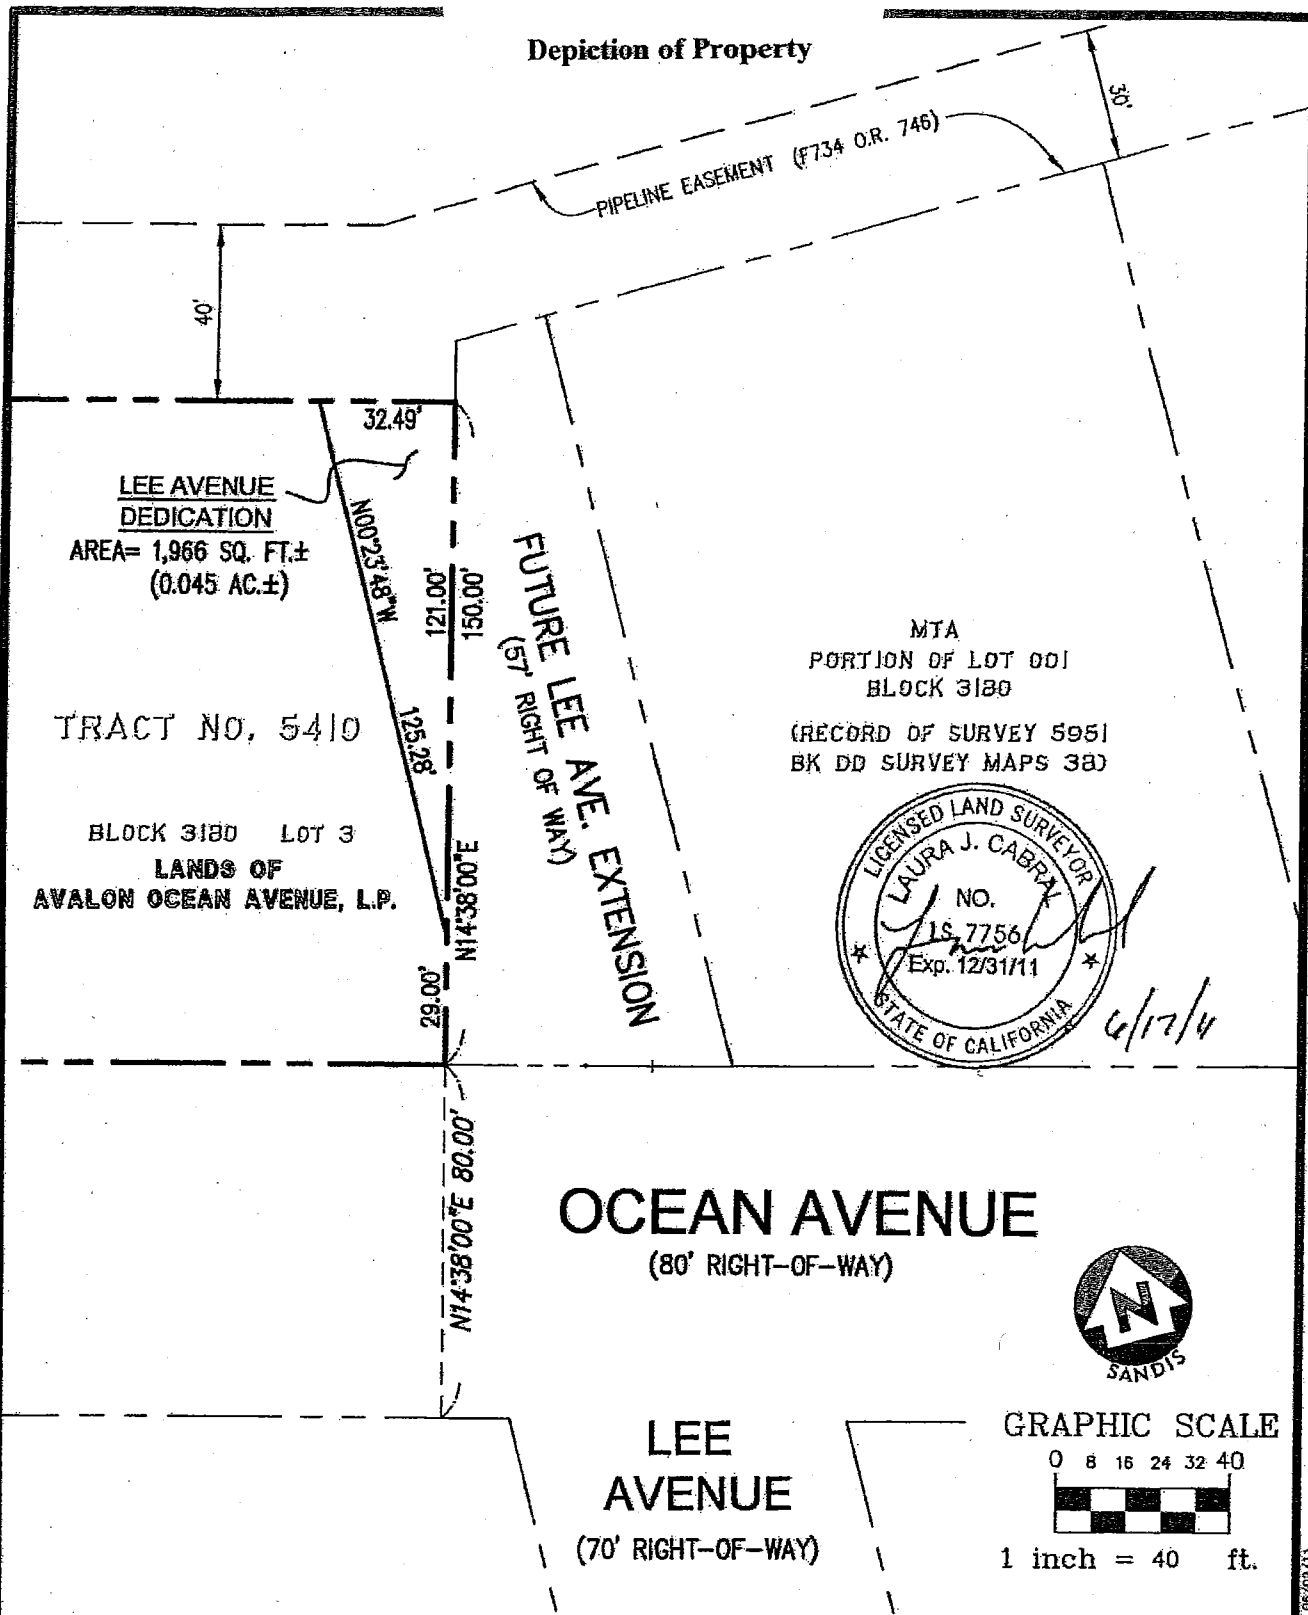 Depiction of Property
30'
PIPELINE EASEMENT (F734 O.R. 746)
40'
32.49'
LEE AVENUE
DEDICATION
AREA= 1,966 SQ. FT.±
(0.045 AC.±)
N00°23'48"W
125.28'
121.00'
150.00'
N14°38'00"E
29.00'
FUTURE LEE AVE. EXTENSION
(57' RIGHT OF WAY)
MTA
PORTION OF LOT 001
BLOCK 3180
(RECORD OF SURVEY 5951
BK DD SURVEY MAPS 38)
TRACT NO. 5410
BLOCK 3180 LOT 3
LANDS OF
AVALON OCEAN AVENUE, L.P.
LICENSED LAND SURVEYOR
LAURA J. CABRAL
NO.
LS 7756
Exp. 12/31/11
STATE OF CALIFORNIA
6/17/11
N14°38'00"E 80.00'
OCEAN AVENUE
(80' RIGHT-OF-WAY)
N
SANDIS
LEE
AVENUE
(70' RIGHT-OF-WAY)
GRAPHIC SCALE
0 8 16 24 32 40
1 inch = 40 ft.